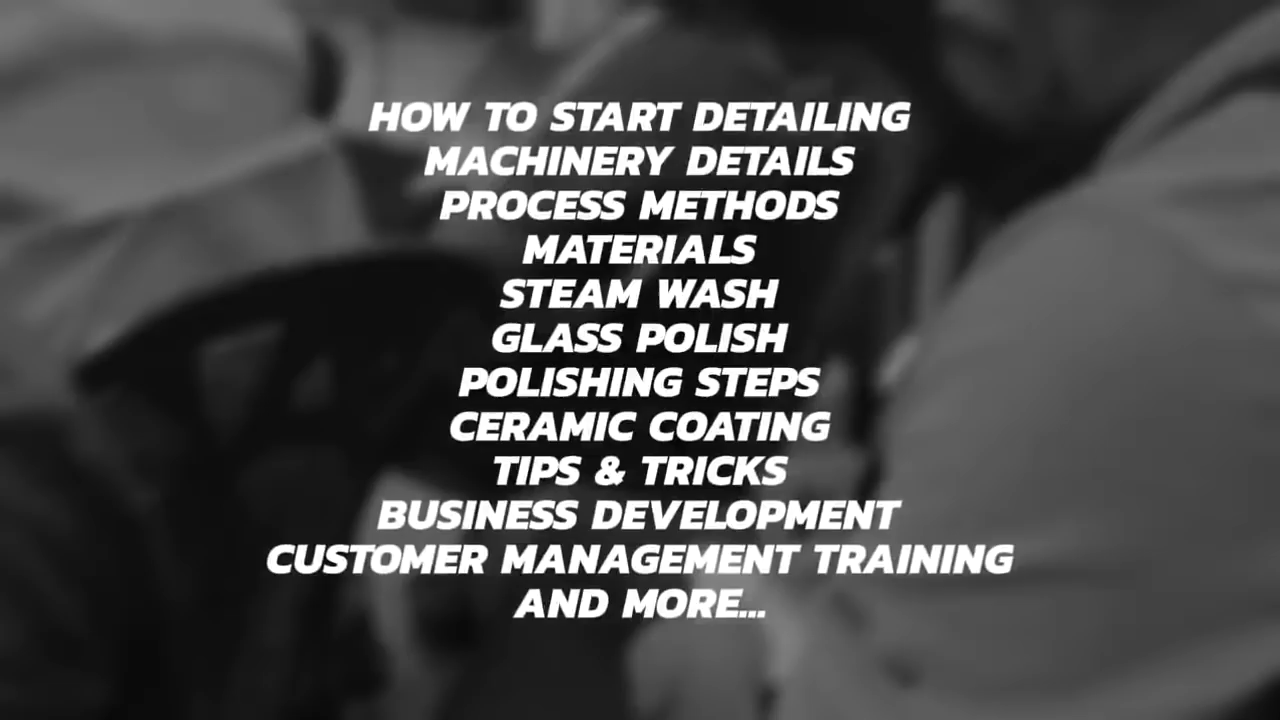 HOW TO START DETAILING
MACHINERY DETAILS
PROCESS METHODS
MATERIALS
STEAM WASH
GLASS POLISH
POLISHING STEPS
CERAMIC COATING
TIPS & TRICKS
BUSINESS DEVELOPMENT
CUSTOMER MANAGEMENT TRAINING
AND MORE...